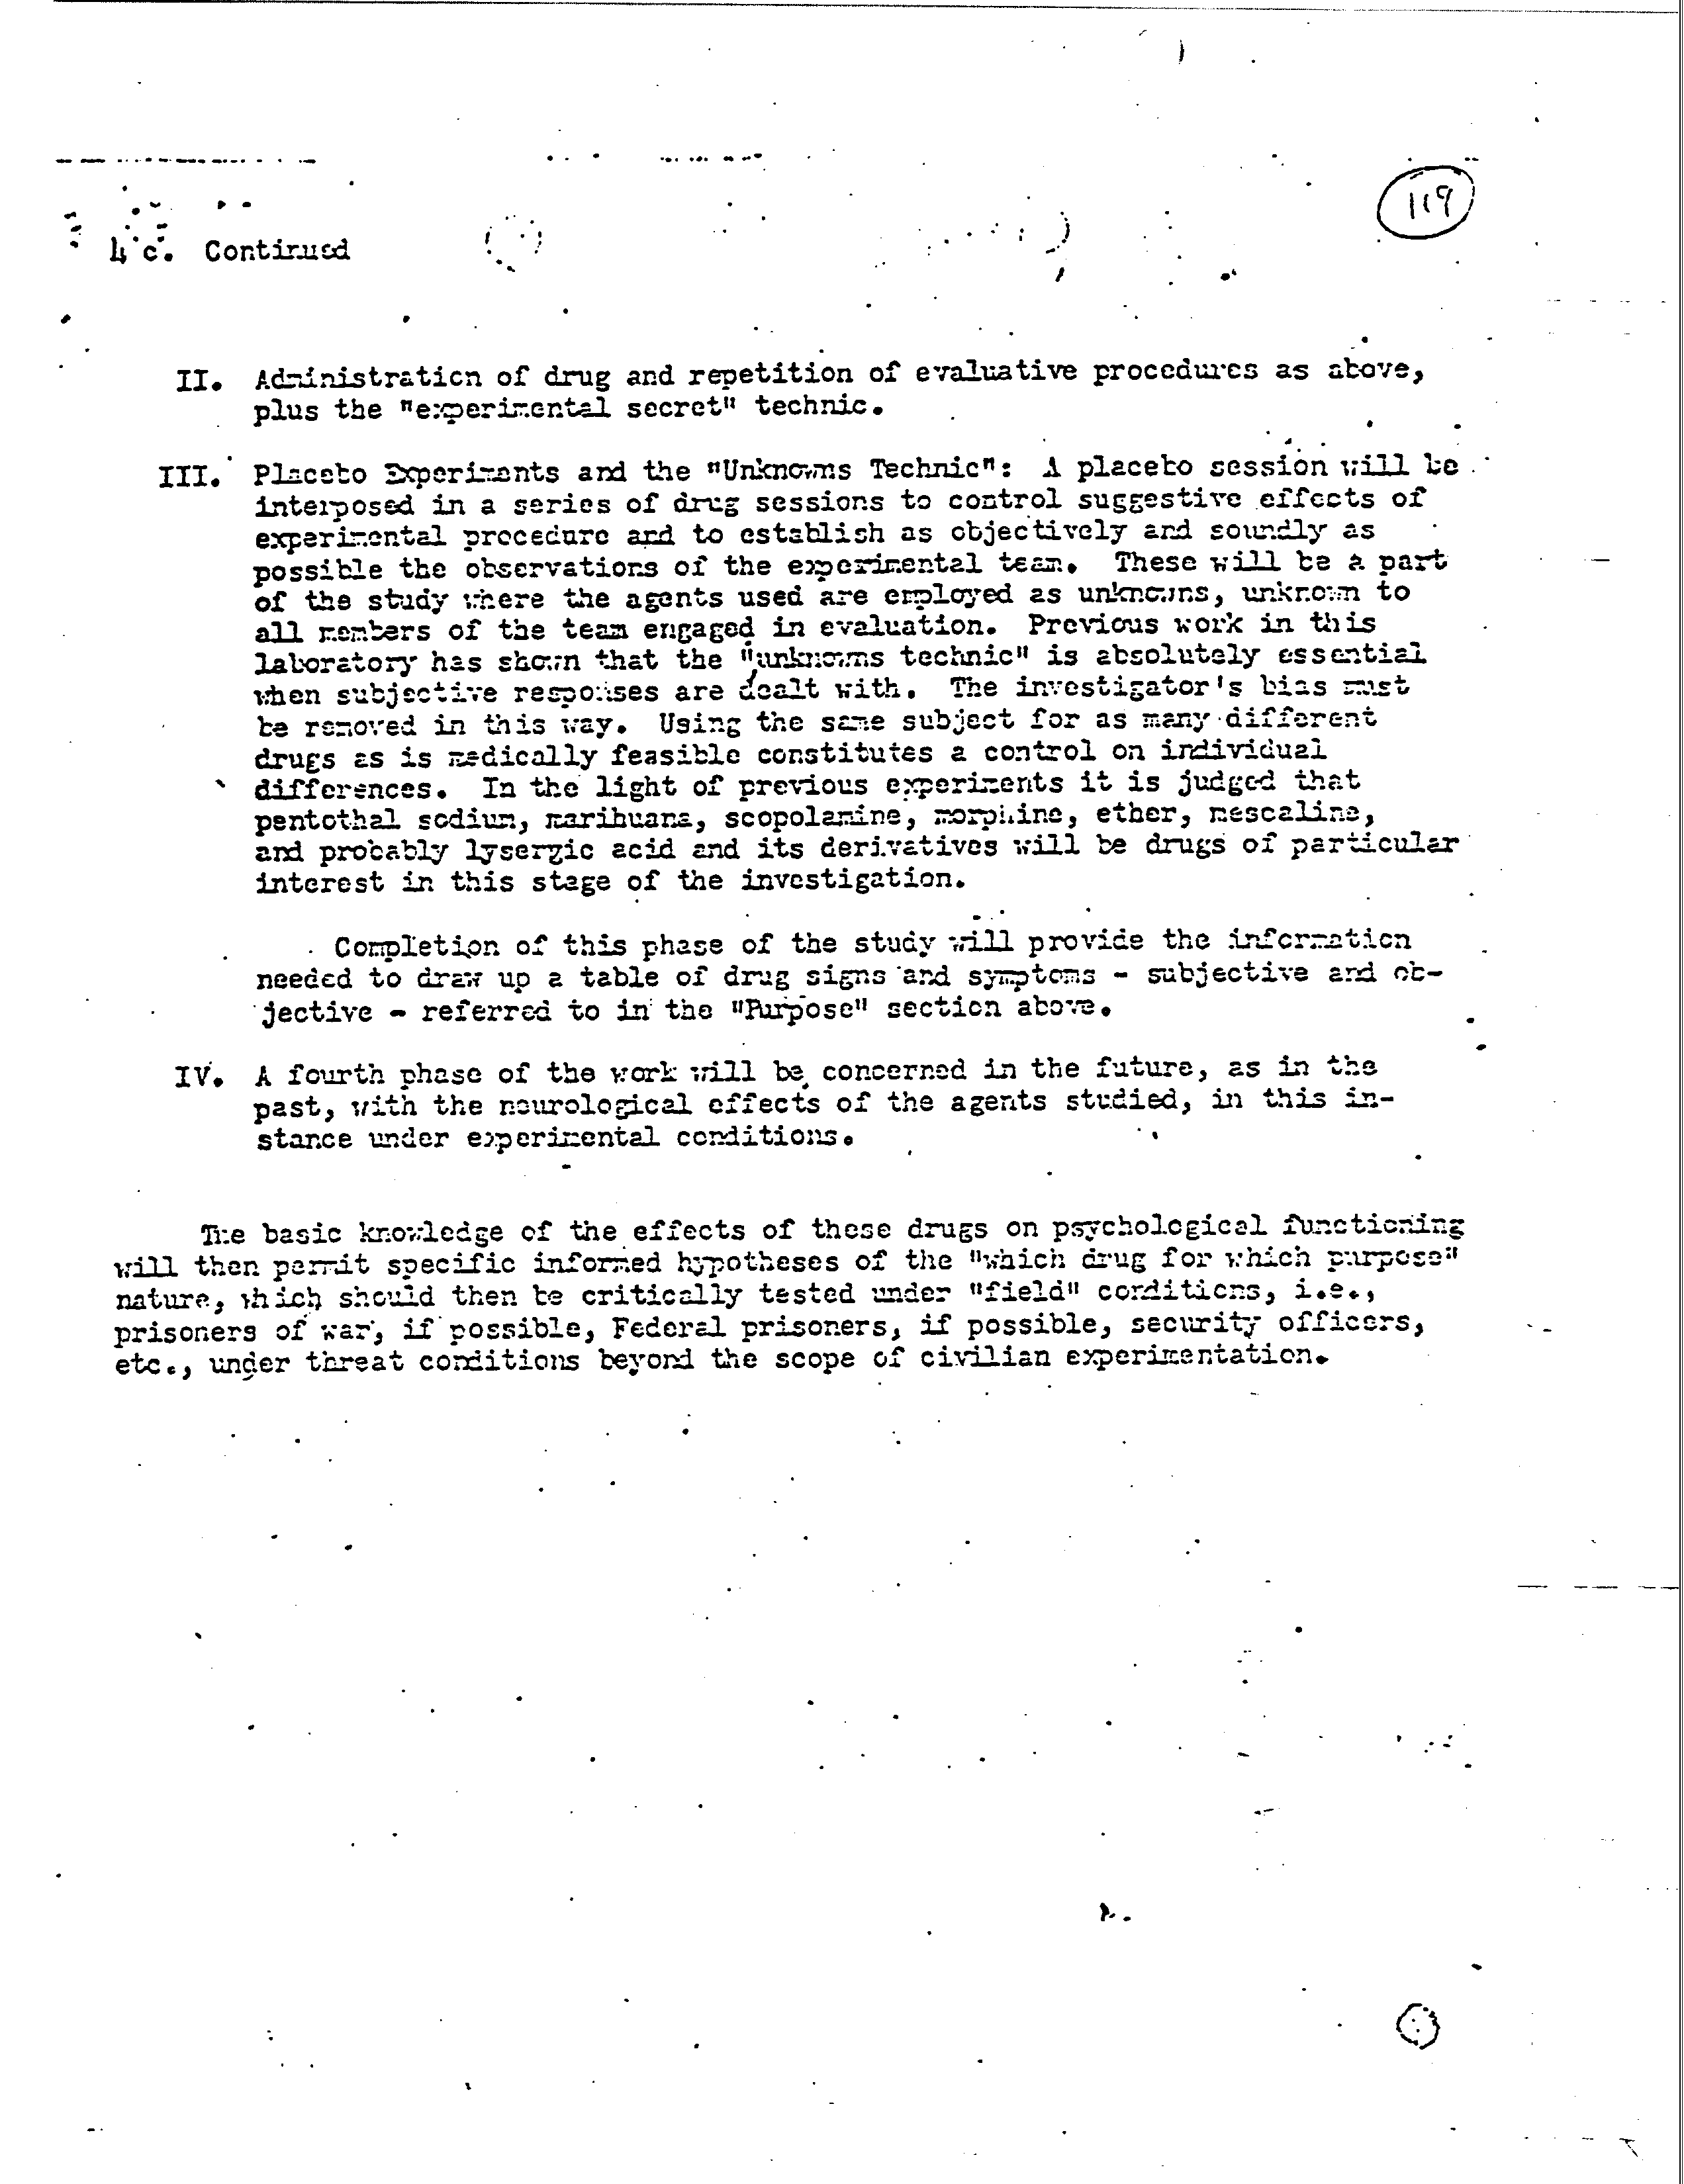 119
4 c. Continued
II. Administration of drug and repetition of evaluative procedures as above,
plus the "experimental secret" technic.
III. Placebo Experiments and the "Unknowns Technic": A placebo session will be
interposed in a series of drug sessions to control suggestive effects of
experimental procedure and to establish as objectively and soundly as
possible the observations of the experimental team. These will be a part
of the study where the agents used are employed as unknowns, unknown to
all members of the team engaged in evaluation. Previous work in this
laboratory has shown that the "unknowns technic" is absolutely essential
when subjective responses are dealt with. The investigator's bias must
be removed in this way. Using the same subject for as many different
drugs as is medically feasible constitutes a control on individual
differences. In the light of previous experiments it is judged that
pentothal sodium, marihuana, scopolamine, morphine, ether, mescaline,
and probably lysergic acid and its derivatives will be drugs of particular
interest in this stage of the investigation.
Completion of this phase of the study will provide the information
needed to draw up a table of drug signs and symptoms - subjective and ob-
jective - referred to in the "Purpose" section above.
IV. A fourth phase of the work will be concerned in the future, as in the
past, with the neurological effects of the agents studied, in this in-
stance under experimental conditions.
The basic knowledge of the effects of these drugs on psychological functioning
will then permit specific informed hypotheses of the "which drug for which purpose"
nature, which should then be critically tested under "field" conditions, i.e.,
prisoners of war, if possible, Federal prisoners, if possible, security officers,
etc., under threat conditions beyond the scope of civilian experimentation.